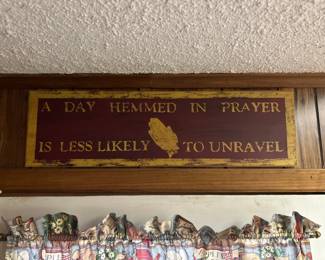 A DAY HEMMED IN PRAYER
IS LESS LIKELY TO UNRAVEL